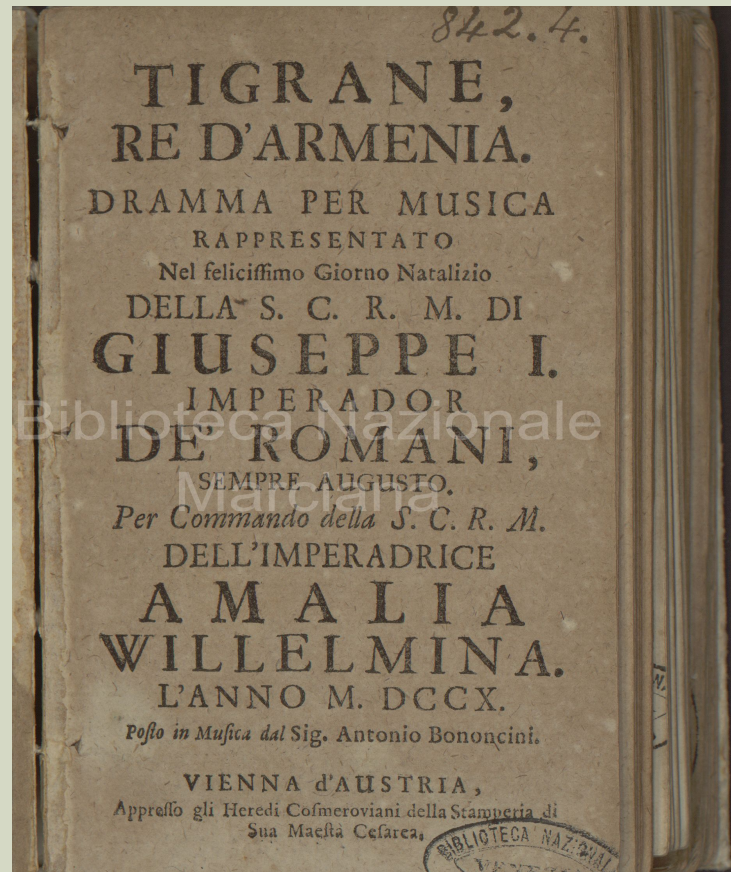 842.4.
TIGRANE,
RE D'ARMENIA.
DRAMMA PER MUSICA
RAPPRESENTATO
Nel feliciſſimo Giorno Natalizio
DELLA S. C. R. M. DI
GIUSEPPE I.
IMPERADOR
Biblioteca Nazionale
DE' ROMANI,
SEMPRE AUGUSTO.
Marciana
Per Commando della S. C. R. M.
DELL'IMPERADRICE
AMALIA
WILLELMINA.
L'ANNO M. DCCX.
Poſto in Muſica dal Sig. Antonio Bononcini.
VIENNA d'AUSTRIA,
Appreſſo gli Heredi Coſmeroviani della Stamperia di
Sua Maeſtà Ceſarea.
BIBLIOTECA NAZIONAL